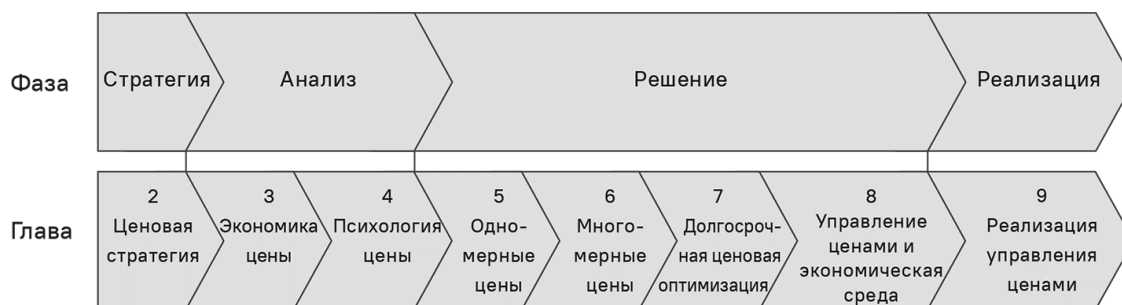 Фаза
Стратегия
Анализ
Решение
Реализация
Глава
2
Ценовая
стратегия
3
Экономика
цены
4
Психология
цены
5
Одно-
мерные
цены
6
Много-
мерные
цены
7
Долгосроч-
ная ценовая
оптимизация
8
Управление
ценами и
экономическая
среда
9
Реализация
управления
ценами